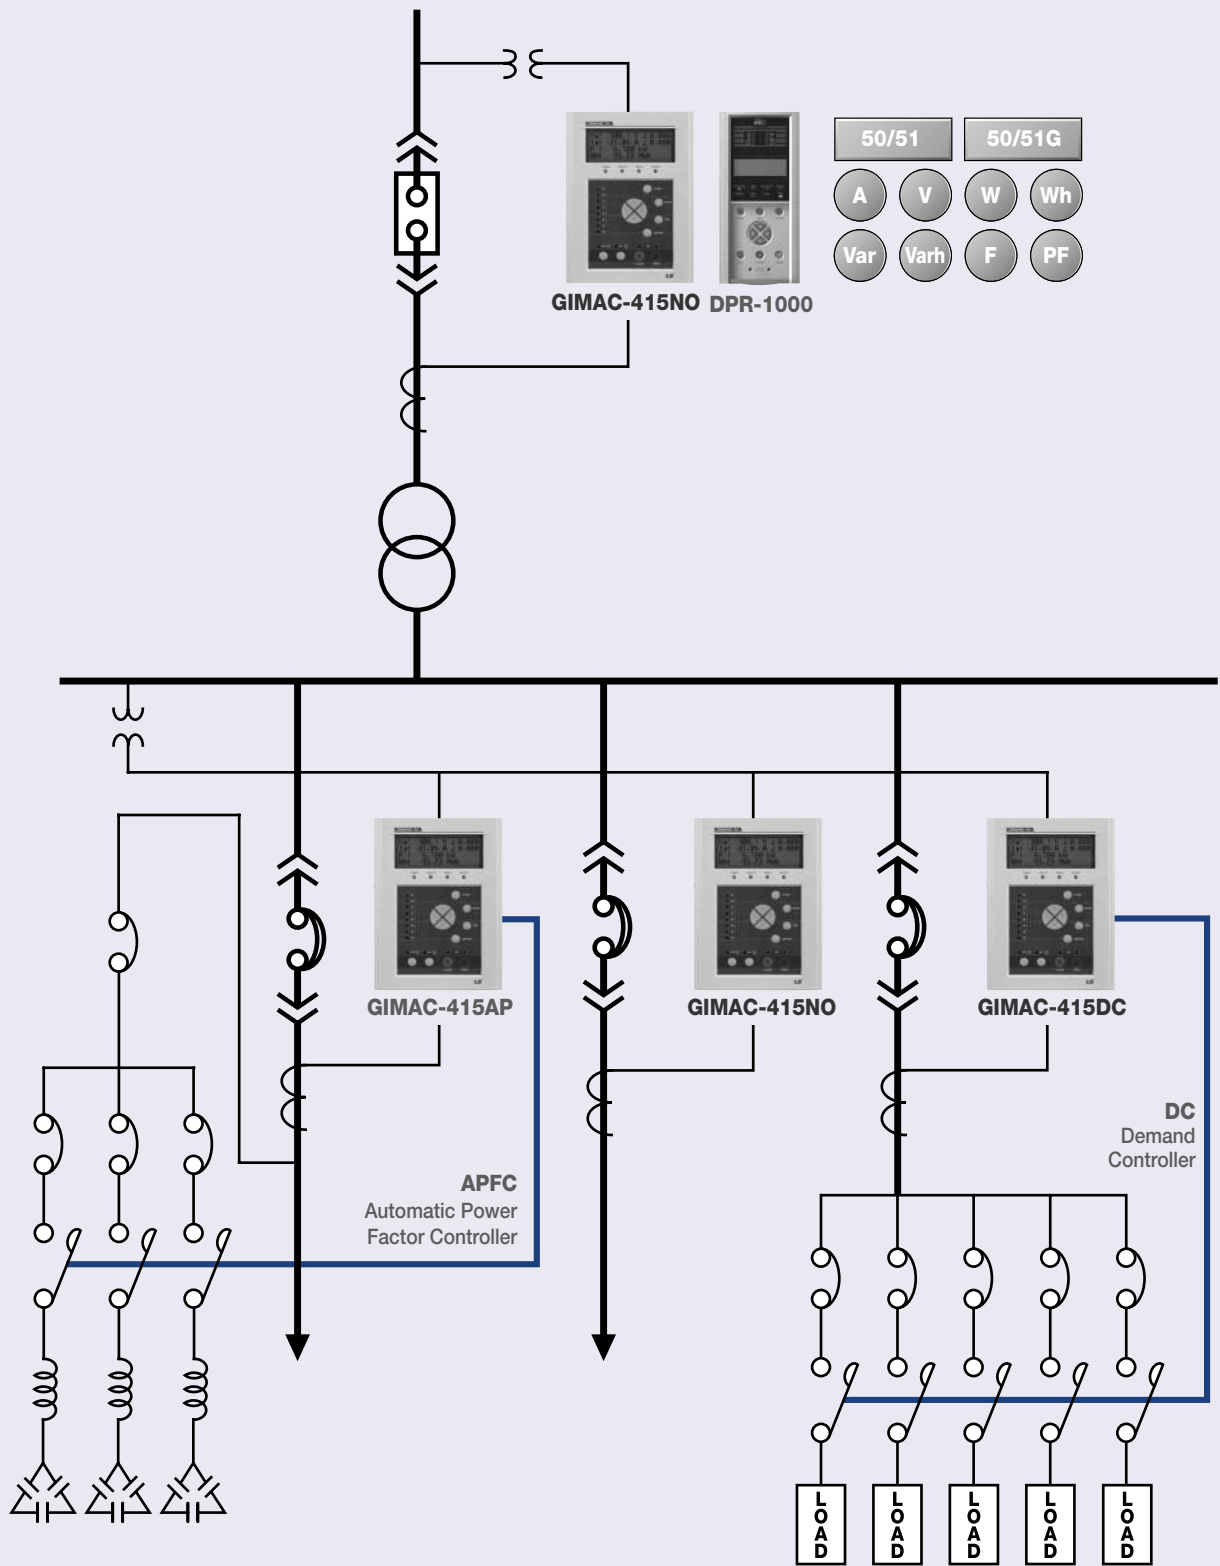 50/51 50/51G
A V W Wh
Var Varh F PF
GIMAC-415NO DPR-1000
GIMAC-415AP GIMAC-415NO GIMAC-415DC
DC
Demand
Controller
APFC
Automatic Power
Factor Controller
LOAD LOAD LOAD LOAD LOAD